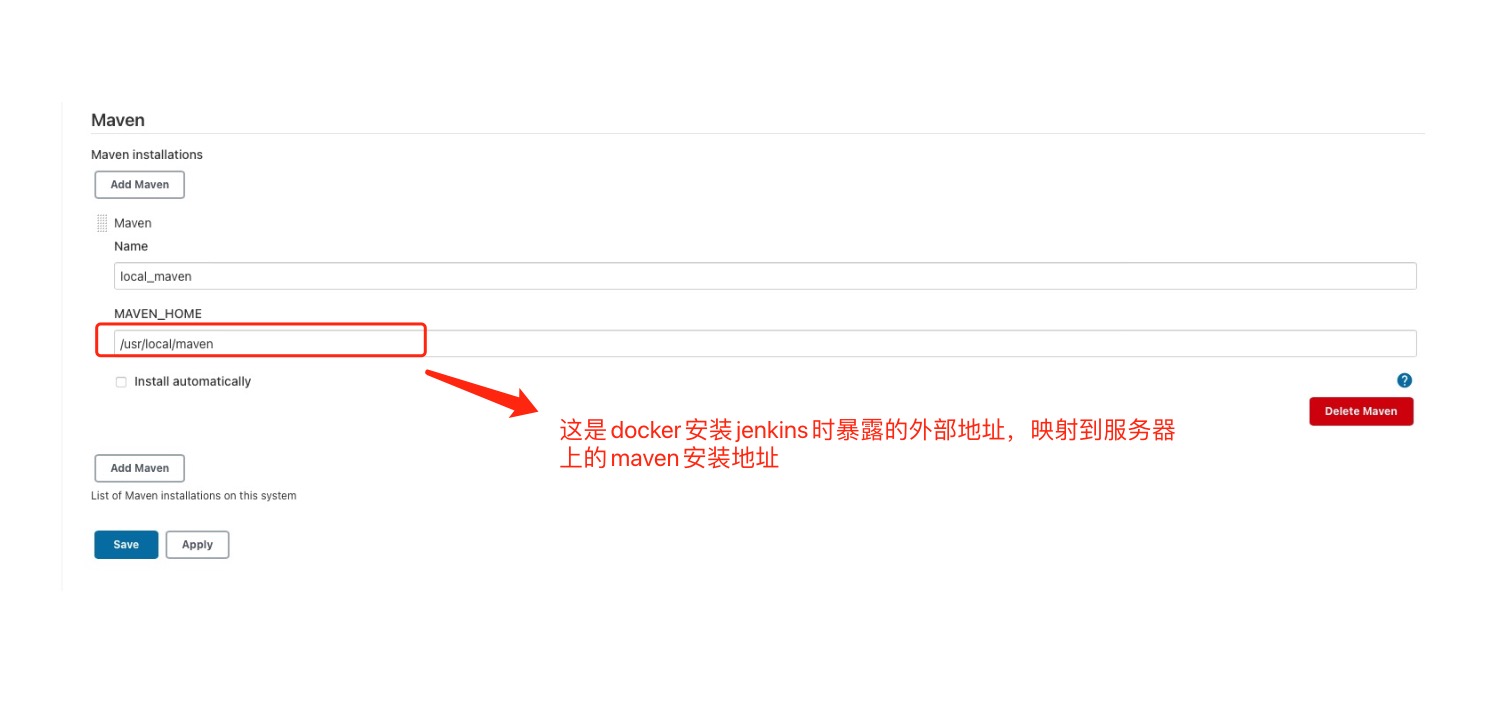 Maven
Maven installations
Add Maven
Maven
Name
local_maven
MAVEN_HOME
/usr/local/maven
Install automatically
?
Delete Maven
这是docker安装jenkins时暴露的外部地址，映射到服务器
上的maven安装地址
Add Maven
List of Maven installations on this system
Save Apply